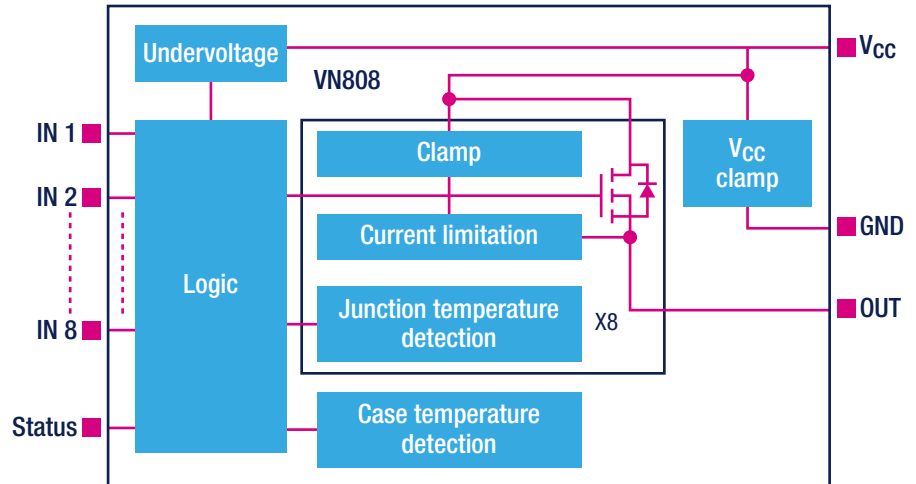 Undervoltage
VCC
VN808
IN 1
Clamp
VCC
clamp
IN 2
Current limitation
GND
Logic
Junction temperature
detection
X8
OUT
IN 8
Case temperature
detection
Status